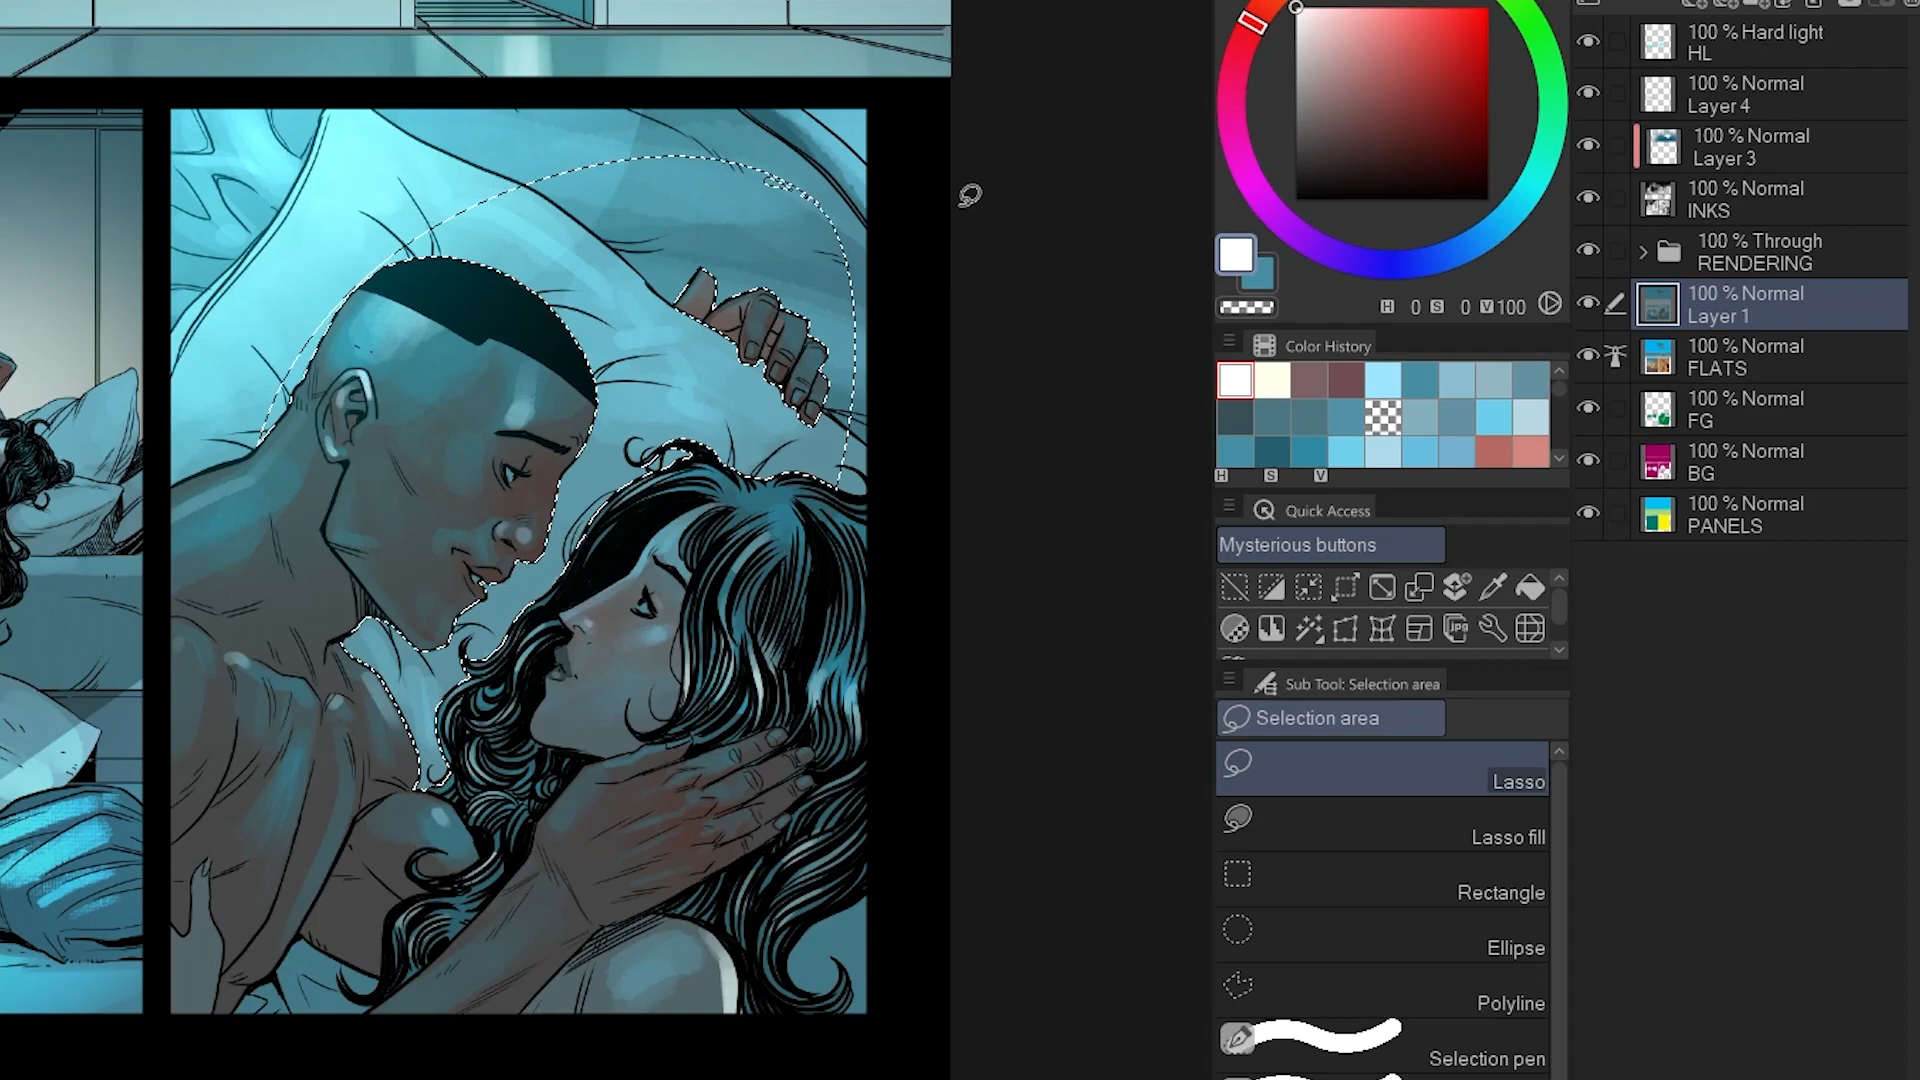 100 % Hard light
HL
100 % Normal
Layer 4
100 % Normal
Layer 3
100 % Normal
INKS
100 % Through
RENDERING
100 % Normal
Layer 1
100 % Normal
FLATS
100 % Normal
FG
100 % Normal
BG
100 % Normal
PANELS
H 0 S 0 V 100
Color History
H S V
Quick Access
Mysterious buttons
jpg
Sub Tool: Selection area
Selection area
Lasso
Lasso fill
Rectangle
Ellipse
Polyline
Selection pen